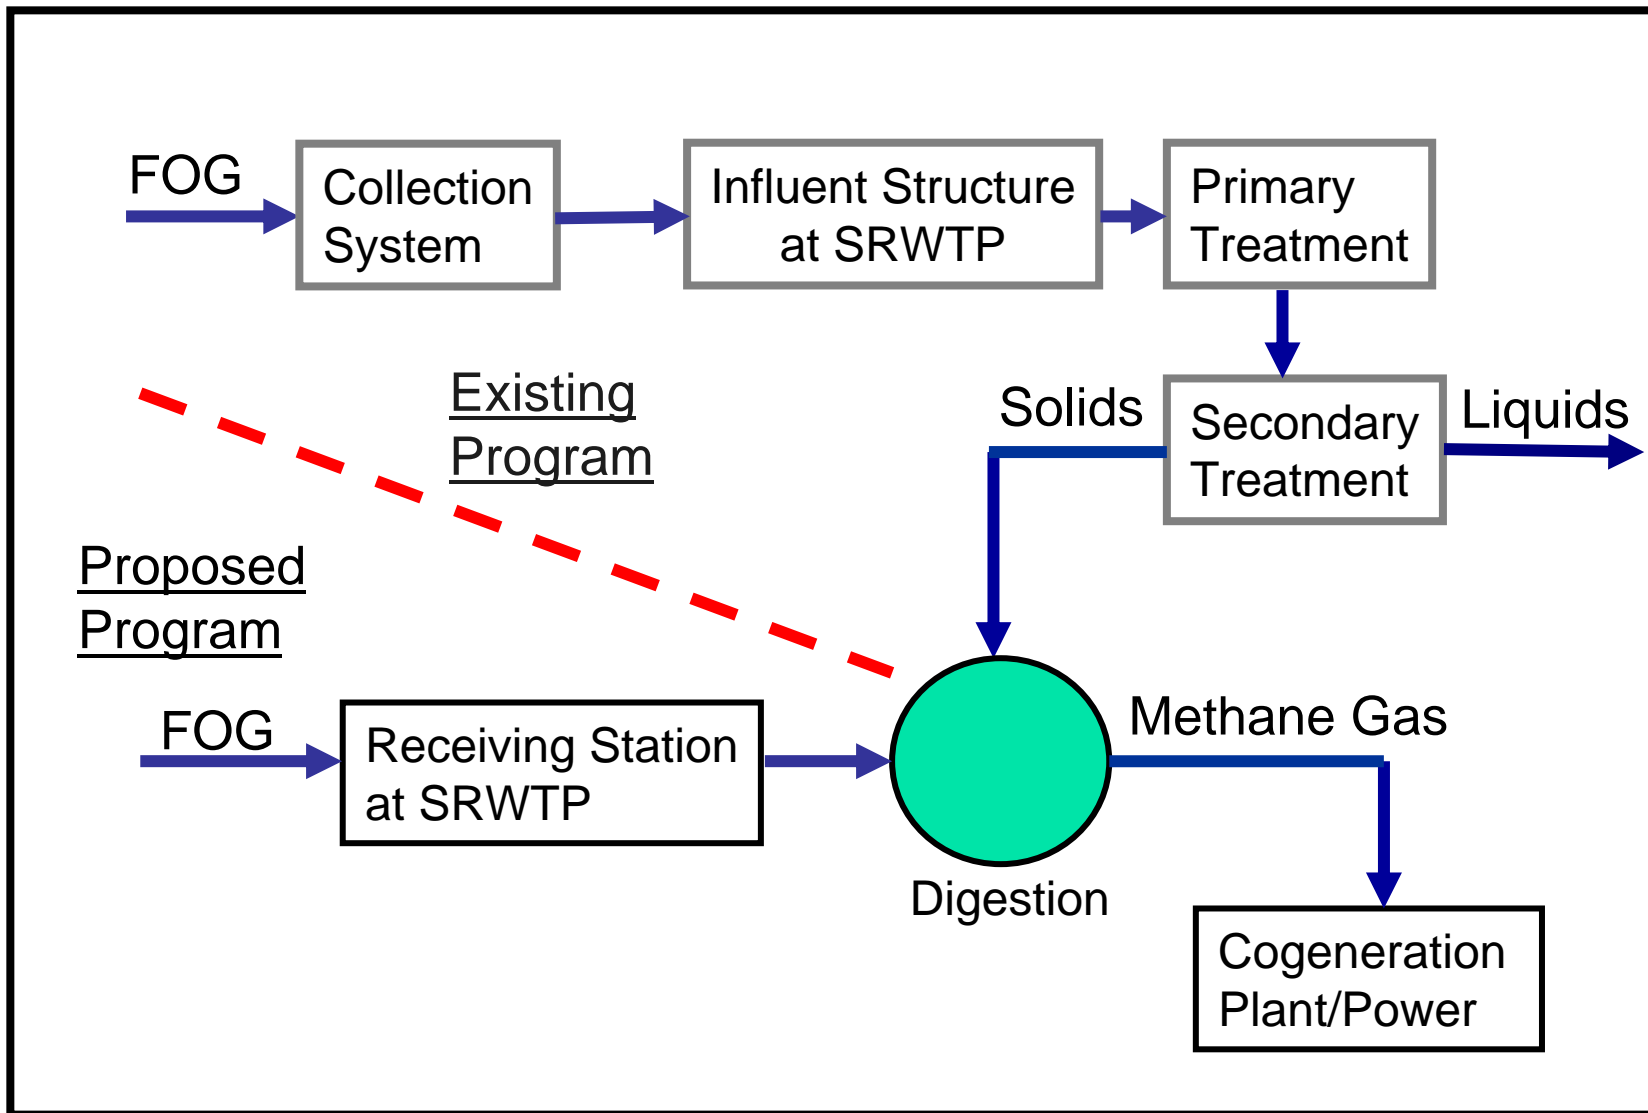 FOG
Collection
System
Influent Structure
at SRWTP
Primary
Treatment
Existing
Program
Solids
Secondary
Treatment
Liquids
Proposed
Program
FOG
Receiving Station
at SRWTP
Methane Gas
Digestion
Cogeneration
Plant/Power